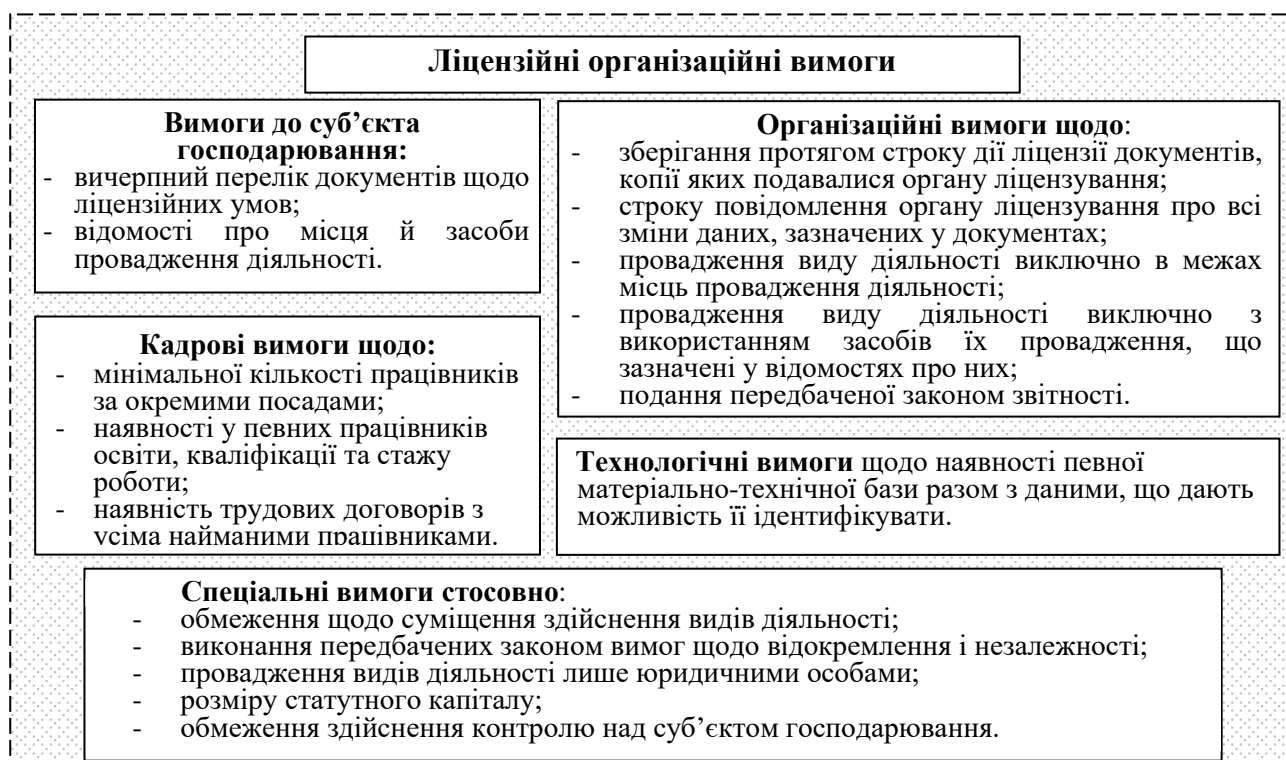 Ліцензійні організаційні вимоги
Вимоги до суб’єкта
господарювання:
- вичерпний перелік документів щодо
ліцензійних умов;
- відомості про місця й засоби
провадження діяльності.
Кадрові вимоги щодо:
- мінімальної кількості працівників
за окремими посадами;
- наявності у певних працівників
освіти, кваліфікації та стажу
роботи;
- наявність трудових договорів з
усіма найманими працівниками.
Організаційні вимоги щодо:
- зберігання протягом строку дії ліцензії документів,
копії яких подавалися органу ліцензування;
- строку повідомлення органу ліцензування про всі
зміни даних, зазначених у документах;
- провадження виду діяльності виключно в межах
місць провадження діяльності;
- провадження виду діяльності виключно з
використанням засобів їх провадження, що
зазначені у відомостях про них;
- подання передбаченої законом звітності.
Технологічні вимоги щодо наявності певної
матеріально-технічної бази разом з даними, що дають
можливість її ідентифікувати.
Спеціальні вимоги стосовно:
- обмеження щодо суміщення здійснення видів діяльності;
- виконання передбачених законом вимог щодо відокремлення і незалежності;
- провадження видів діяльності лише юридичними особами;
- розміру статутного капіталу;
- обмеження здійснення контролю над суб’єктом господарювання.